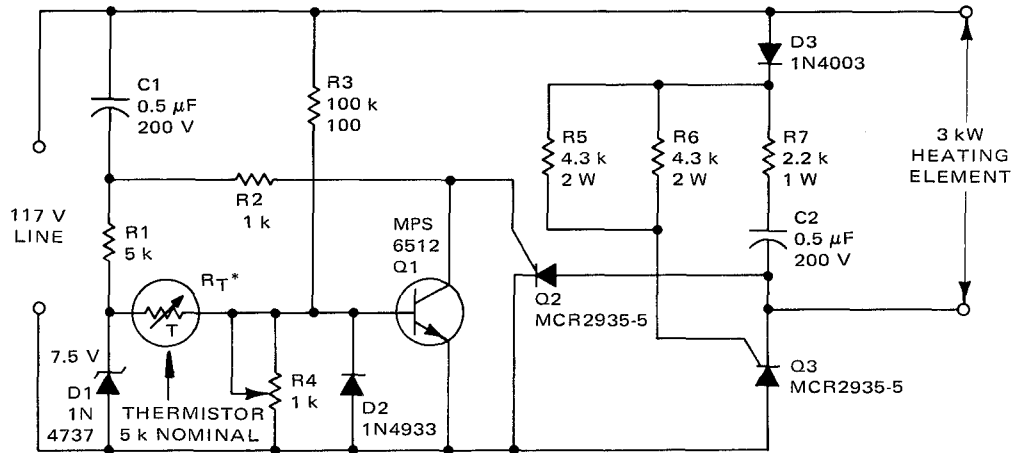 C1
0.5 µF
200 V
R3
100 k
100
D3
1N4003
R5
4.3 k
2 W
R6
4.3 k
2 W
R7
2.2 k
1 W
3 kW
HEATING
ELEMENT
R2
1 k
117 V
LINE
R1
5 k
MPS
6512
Q1
C2
0.5 µF
200 V
RT*
T
Q2
MCR2935-5
7.5 V
D1
1N
4737
THERMISTOR
5 k NOMINAL
R4
1 k
D2
1N4933
Q3
MCR2935-5